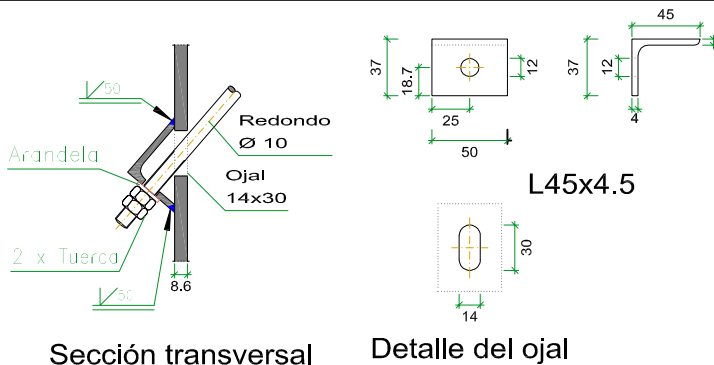 50
Arandela
Redondo
Ø 10
Ojal
14x30
2 x Tuerca
50
8.6
Sección transversal
37
18.7
12
25
50
45
37
12
4
L45x4.5
30
14
Detalle del ojal